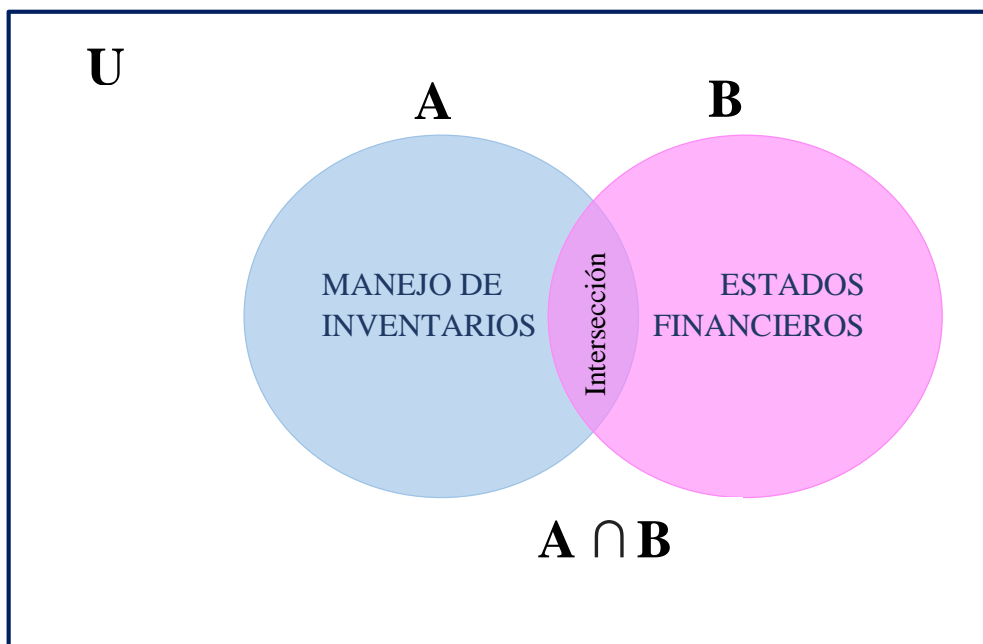 U
A
B
MANEJO DE
INVENTARIOS
Intersección
ESTADOS
FINANCIEROS
A ∩ B